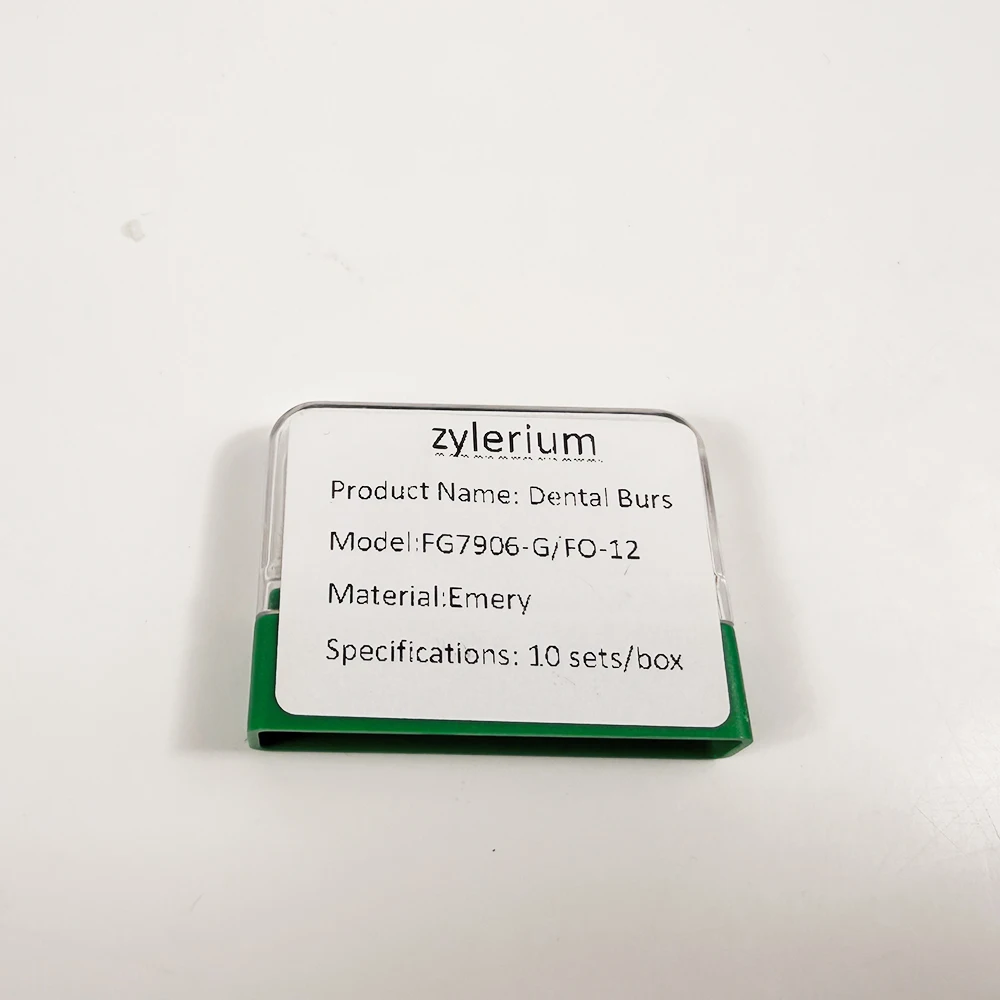 zylerium
Product Name: Dental Burs
Model:FG7906-G/FO-12
Material:Emery
Specifications: 10 sets/box